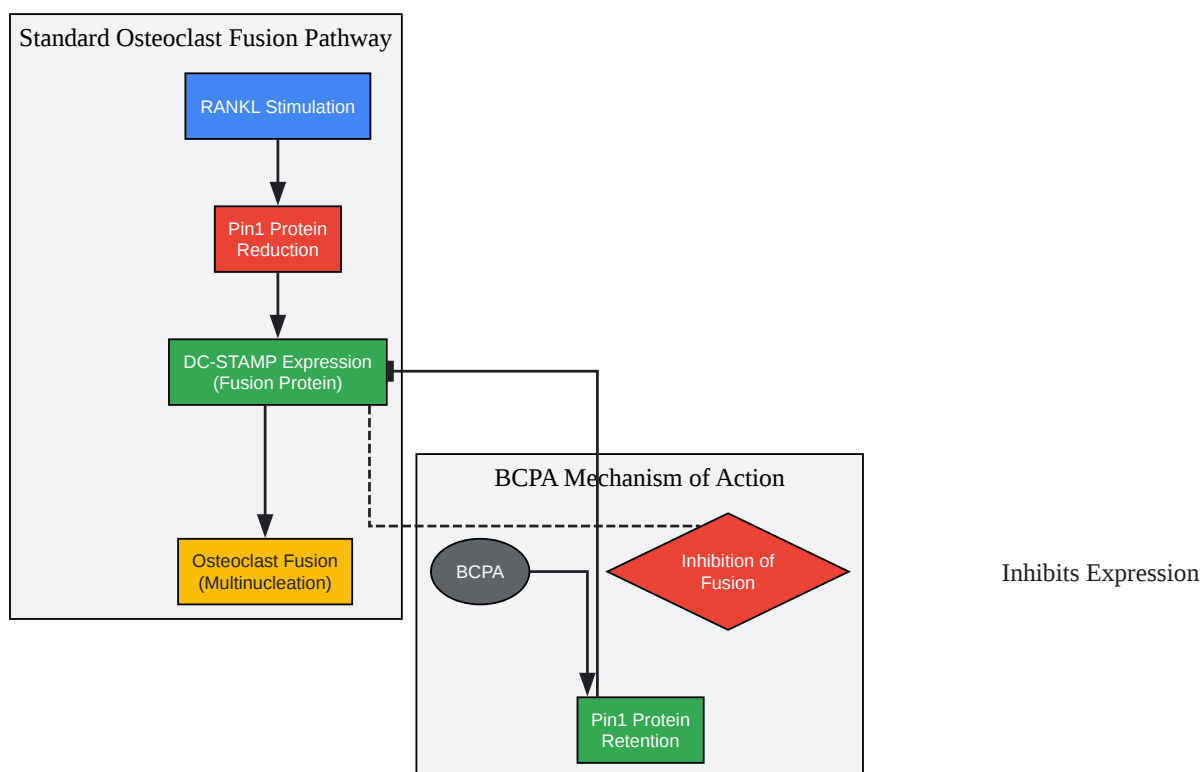 Standard Osteoclast Fusion Pathway
RANKL Stimulation
Pin1 Protein
Reduction
DC-STAMP Expression
(Fusion Protein)
Osteoclast Fusion
(Multinucleation)
BCPA Mechanism of Action
BCPA
Inhibition of
Fusion
Pin1 Protein
Retention
Inhibits Expression